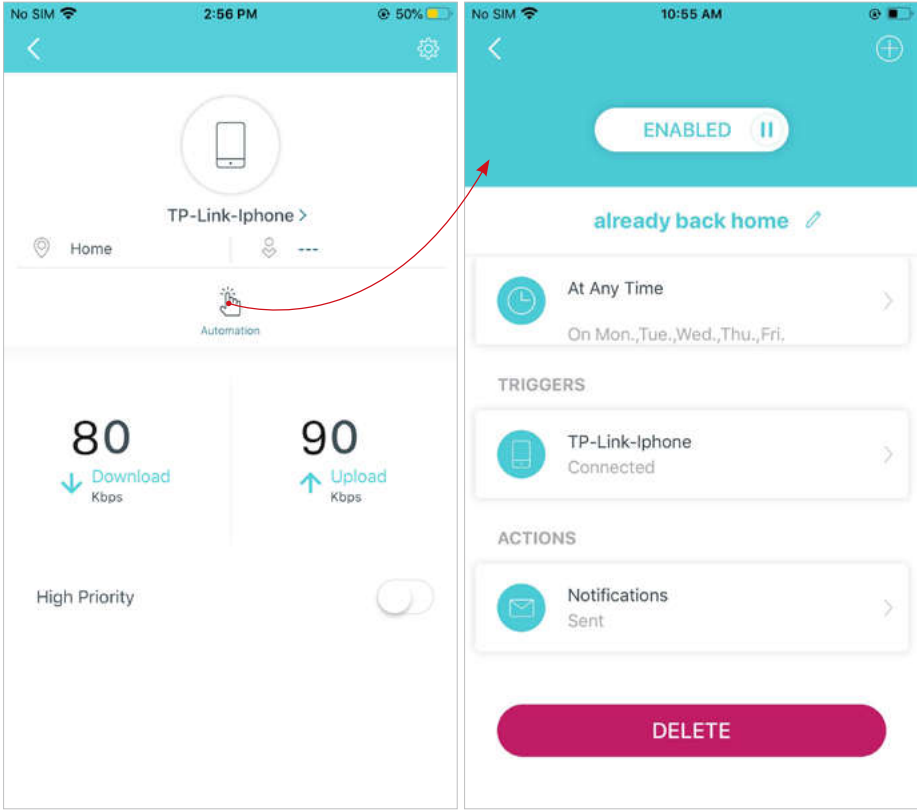 No SIM 2:56 PM 50%
TP-Link-Iphone >
Home ---
Automation
80
Download
Kbps
90
Upload
Kbps
High Priority
No SIM 10:55 AM
ENABLED
already back home
At Any Time
On Mon.,Tue.,Wed.,Thu.,Fri.
TRIGGERS
TP-Link-Iphone
Connected
ACTIONS
Notifications
Sent
DELETE